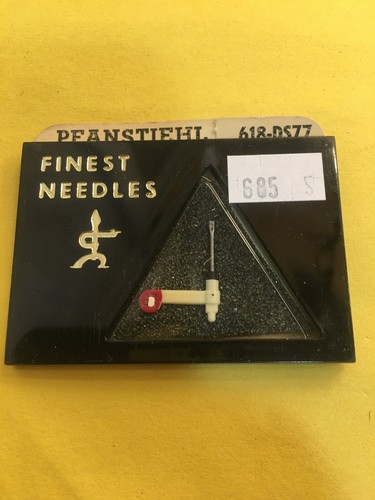 PFANSTIEHL 618-DS77
FINEST
NEEDLES
685 S